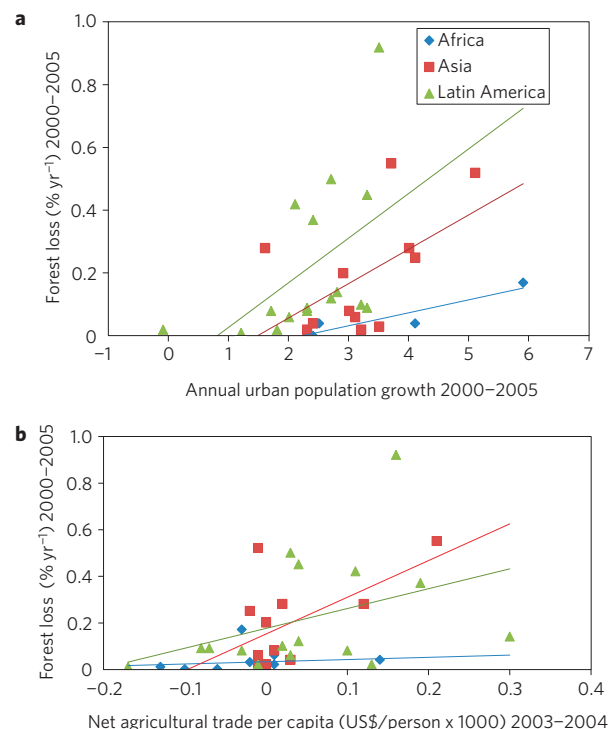 a
1.0
0.8
0.6
0.4
0.2
0
Forest loss (% yr⁻¹) 2000–2005
Africa
Asia
Latin America
−1 0 1 2 3 4 5 6 7
Annual urban population growth 2000–2005
b
1.0
0.8
0.6
0.4
0.2
0
Forest loss (% yr⁻¹) 2000–2005
−0.2 −0.1 0.0 0.1 0.2 0.3 0.4
Net agricultural trade per capita (US$/person x 1000) 2003–2004